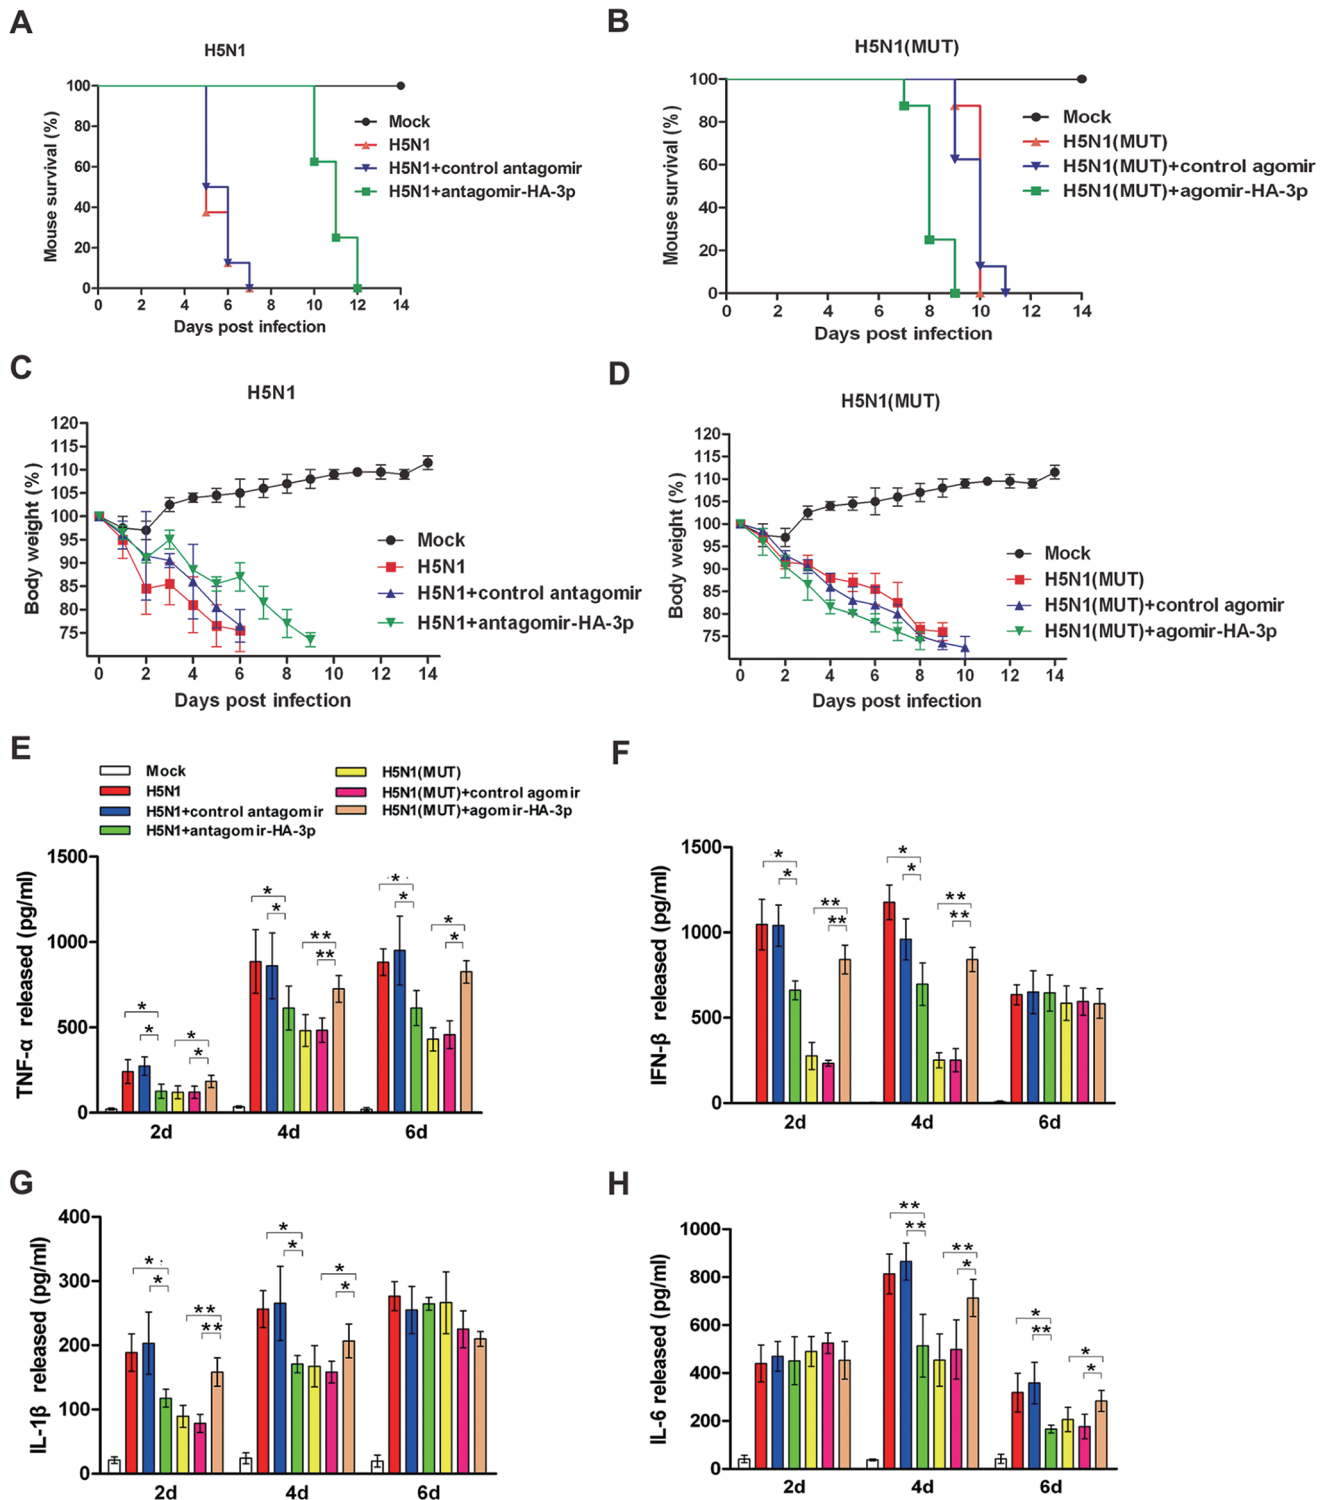 A
H5N1
Mouse survival (%)
100
80
60
40
20
0
0 2 4 6 8 10 12 14
Days post infection
Mock
H5N1
H5N1+control antagomir
H5N1+antagomir-HA-3p
B
H5N1(MUT)
Mouse survival (%)
100
80
60
40
20
0
0 2 4 6 8 10 12 14
Days post infection
Mock
H5N1(MUT)
H5N1(MUT)+control agomir
H5N1(MUT)+agomir-HA-3p
C
H5N1
Body weight (%)
120
115
110
105
100
95
90
85
80
75
0 2 4 6 8 10 12 14
Days post infection
Mock
H5N1
H5N1+control antagomir
H5N1+antagomir-HA-3p
D
H5N1(MUT)
Body weight (%)
120
115
110
105
100
95
90
85
80
75
0 2 4 6 8 10 12 14
Days post infection
Mock
H5N1(MUT)
H5N1(MUT)+control agomir
H5N1(MUT)+agomir-HA-3p
E
Mock
H5N1
H5N1+control antagomir
H5N1+antagomir-HA-3p
H5N1(MUT)
H5N1(MUT)+control agomir
H5N1(MUT)+agomir-HA-3p
TNF-α released (pg/ml)
1500
1000
500
0
* * * *
* * ** **
* * * *
2d 4d 6d
F
IFN-β released (pg/ml)
1500
1000
500
0
* * ** **
* * ** **
2d 4d 6d
G
IL-1β released (pg/ml)
400
300
200
100
0
* * ** **
* * * *
2d 4d 6d
H
IL-6 released (pg/ml)
1000
800
600
400
200
0
** ** ** *
* ** * *
2d 4d 6d